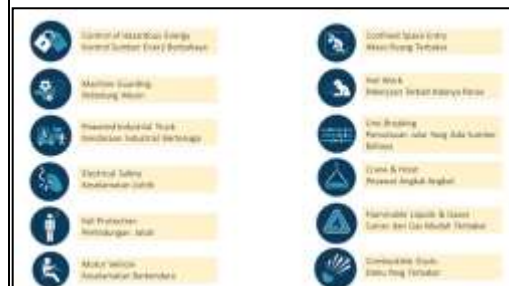 Control of Hazardous Energy
Kontrol Sumber Energi Berbahaya
Machine Guarding
Pelindung Mesin
Powered Industrial Truck
Kendaraan Industrial Bertenaga
Electrical Safety
Keselamatan Listrik
Fall Protection
Perlindungan Jatuh
Motor Vehicle
Keselamatan Berkendara
Confined Space Entry
Akses Ruang Terbatas
Hot Work
Pekerjaan Terkait Kerja Panas
Line Breaking
Pemutusan Jalur Yang Ada Sumber
Bahaya
Crane & Hoist
Pesawat Angkat Angkut
Flammable Liquids & Gases
Cairan dan Gas Mudah Terbakar
Combustible Dusts
Debu Yang Terbakar